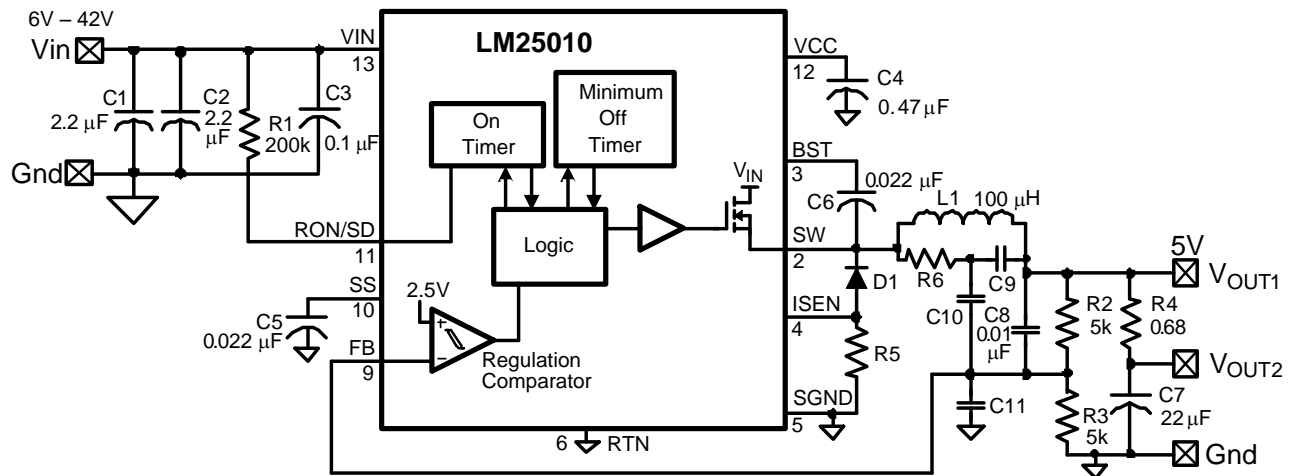 6V – 42V
Vin
VIN
13
LM25010
VCC
12
C4
0.47 µF
C1
2.2 µF
C2
2.2
µF
R1
200k
C3
0.1 µF
On
Timer
Minimum
Off
Timer
BST
3
0.022 µF
C6
Gnd
VIN
L1
100 µH
RON/SD
11
Logic
SW
2
R6
C9
5V
VOUT1
D1
SS
10
2.5V
ISEN
4
C10
C8
0.01
µF
R2
5k
R4
0.68
C5
0.022 µF
FB
9
+
−
Regulation
Comparator
R5
VOUT2
SGND
5
C11
R3
5k
C7
22 µF
6
RTN
Gnd